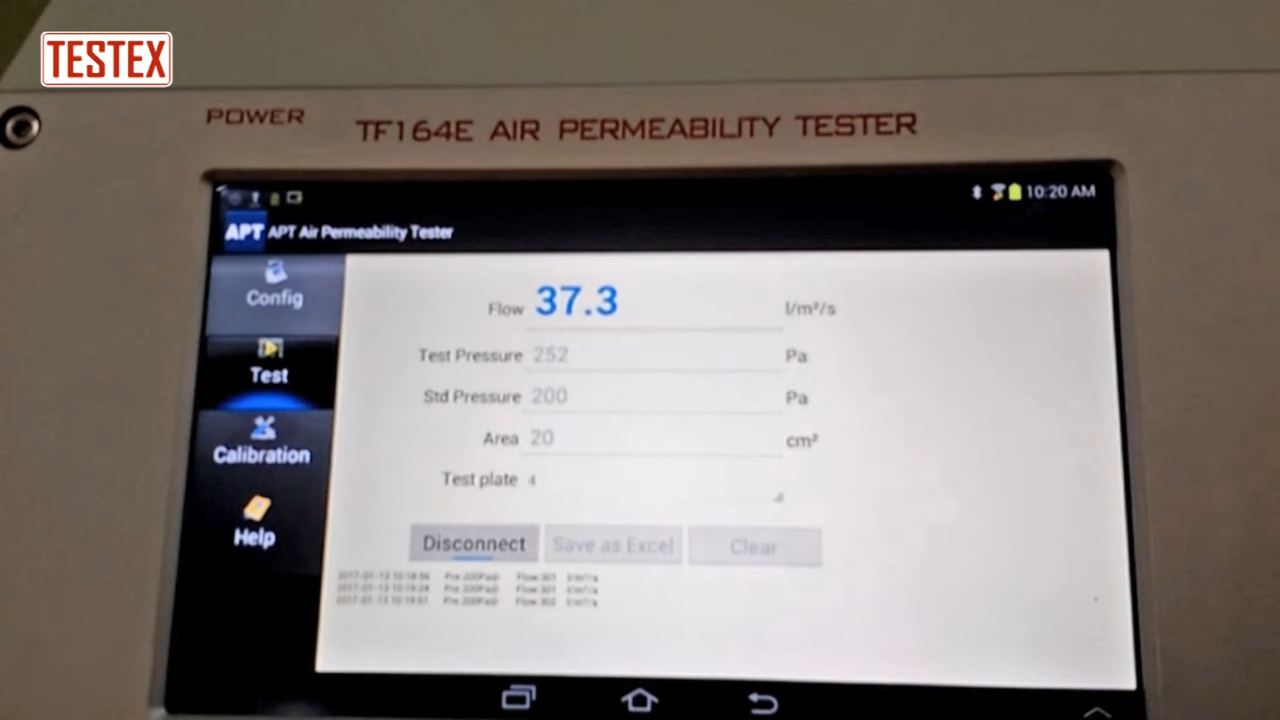 TESTEX
POWER
TF164E AIR PERMEABILITY TESTER
10:20 AM
APT APT Air Permeability Tester
Config
Flow 37.3 l/m²/s
Test Pressure 252 Pa
Test
Std Pressure 200 Pa
Calibration
Area 20 cm²
Test plate 4
Help
Disconnect Save as Excel Clear